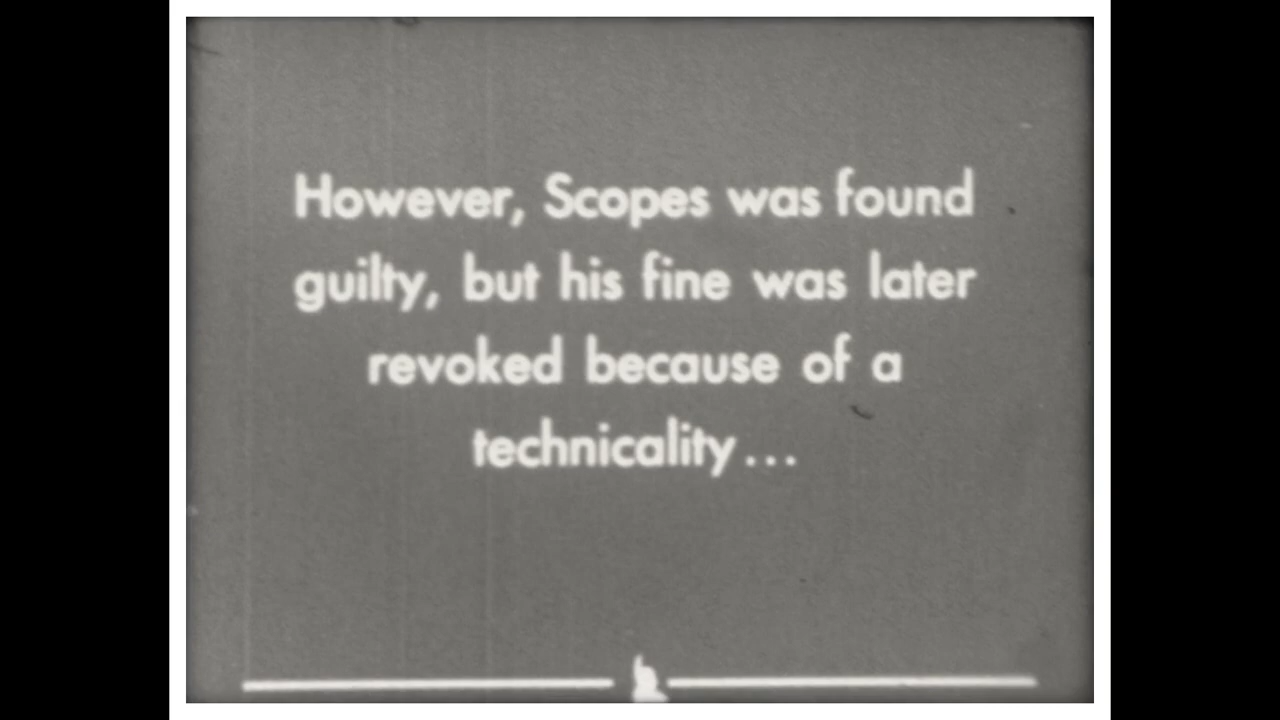 However, Scopes was found
guilty, but his fine was later
revoked because of a
technicality...